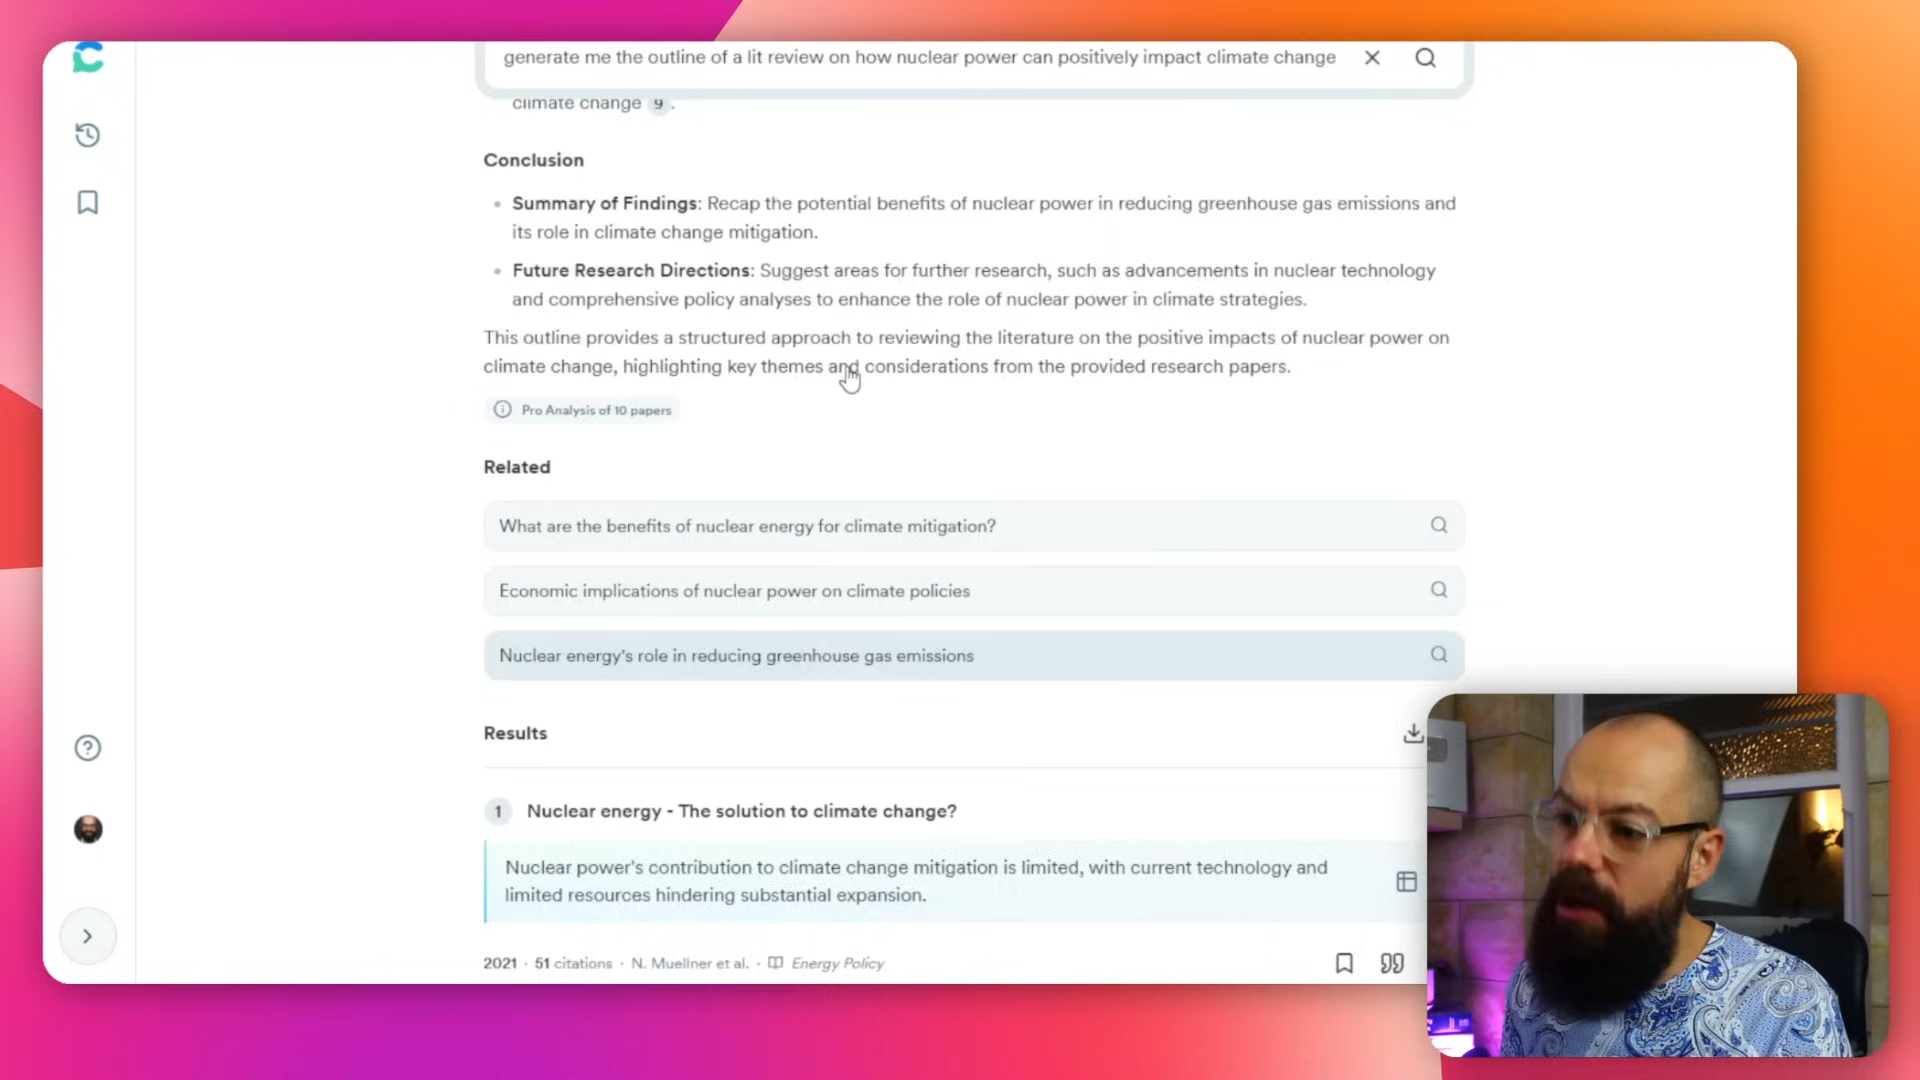 generate me the outline of a lit review on how nuclear power can positively impact climate change
climate change 9 .
Conclusion
Summary of Findings: Recap the potential benefits of nuclear power in reducing greenhouse gas emissions and
its role in climate change mitigation.
Future Research Directions: Suggest areas for further research, such as advancements in nuclear technology
and comprehensive policy analyses to enhance the role of nuclear power in climate strategies.
This outline provides a structured approach to reviewing the literature on the positive impacts of nuclear power on
climate change, highlighting key themes and considerations from the provided research papers.
Pro Analysis of 10 papers
Related
What are the benefits of nuclear energy for climate mitigation?
Economic implications of nuclear power on climate policies
Nuclear energy's role in reducing greenhouse gas emissions
Results
1 Nuclear energy - The solution to climate change?
Nuclear power's contribution to climate change mitigation is limited, with current technology and
limited resources hindering substantial expansion.
2021 · 51 citations · N. Muellner et al. · Energy Policy